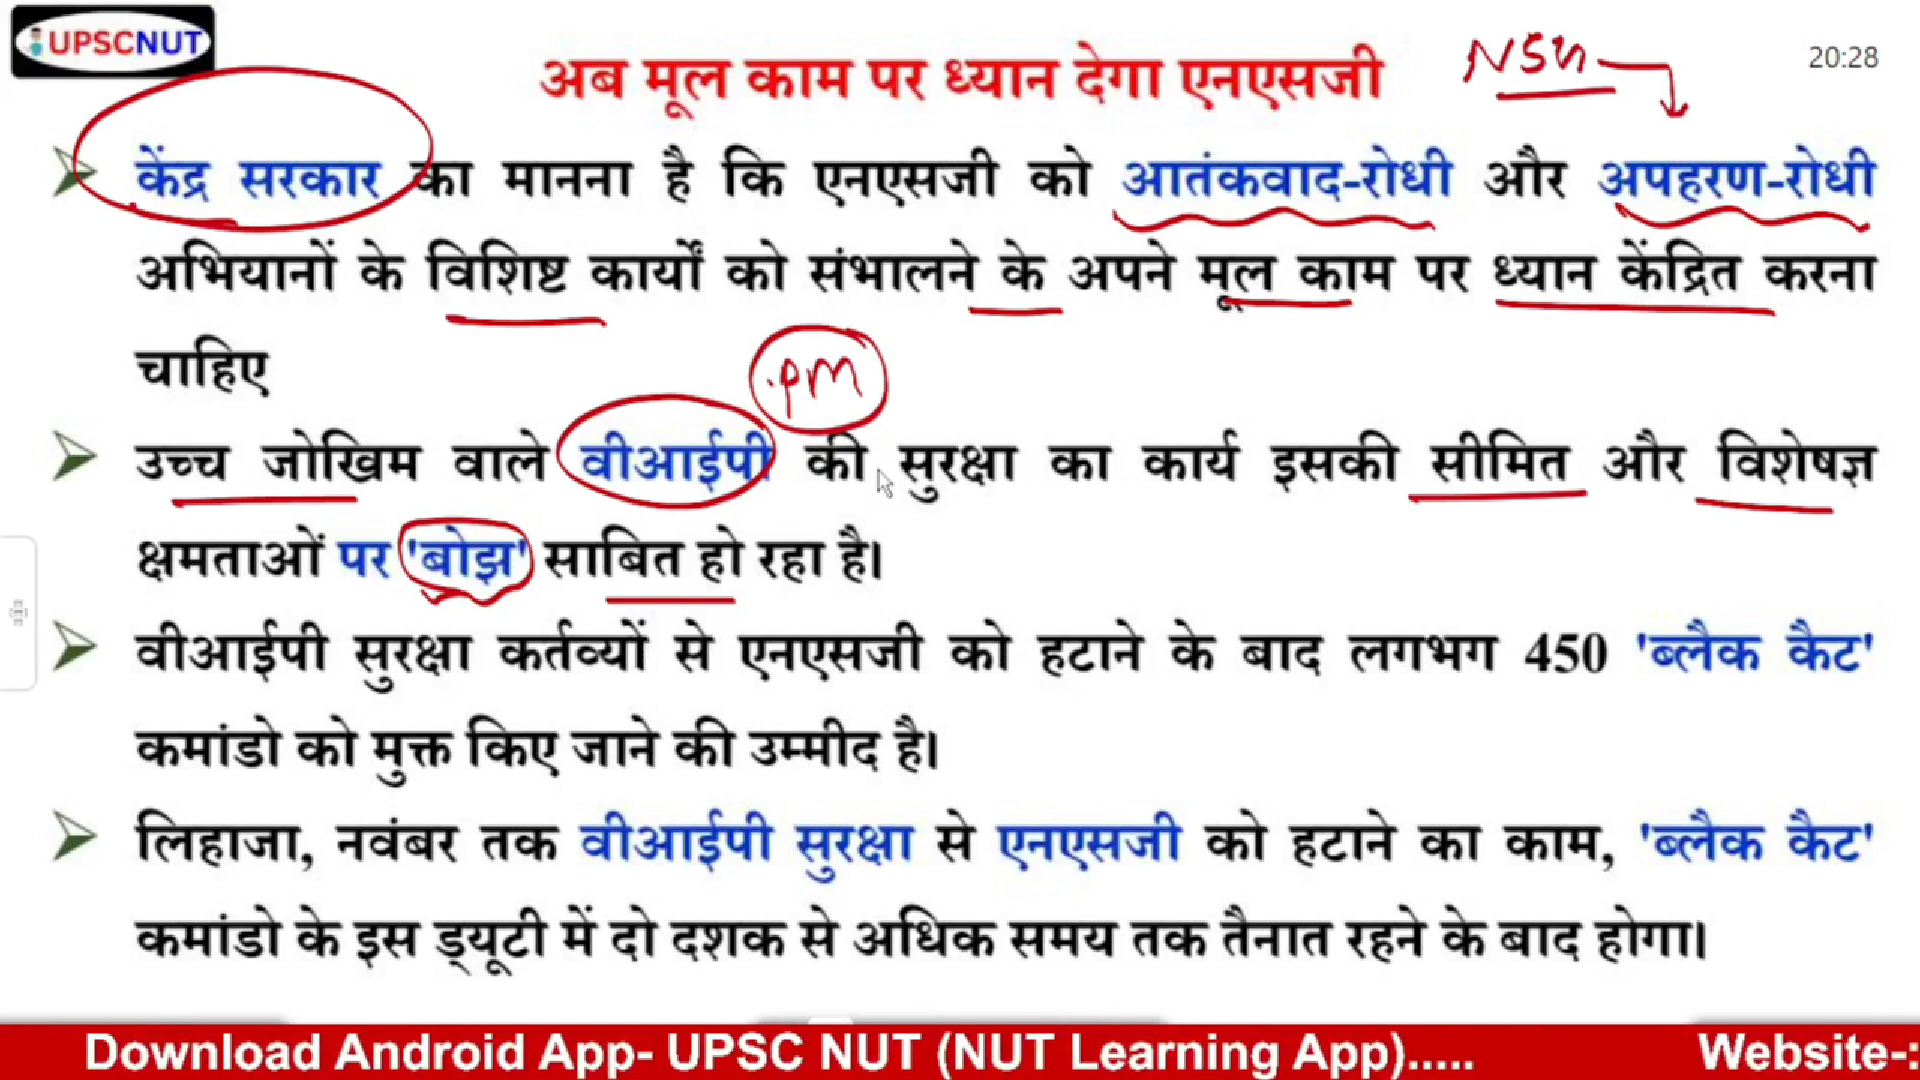 UPSCNUT
अब मूल काम पर ध्यान देगा एनएसजी
NSG
20:28
केंद्र सरकार का मानना है कि एनएसजी को आतंकवाद-रोधी और अपहरण-रोधी
अभियानों के विशिष्ट कार्यों को संभालने के अपने मूल काम पर ध्यान केंद्रित करना
चाहिए
PM
उच्च जोखिम वाले वीआईपी की सुरक्षा का कार्य इसकी सीमित और विशेषज्ञ
क्षमताओं पर 'बोझ' साबित हो रहा है।
वीआईपी सुरक्षा कर्तव्यों से एनएसजी को हटाने के बाद लगभग 450 'ब्लैक कैट'
कमांडो को मुक्त किए जाने की उम्मीद है।
लिहाजा, नवंबर तक वीआईपी सुरक्षा से एनएसजी को हटाने का काम, 'ब्लैक कैट'
कमांडो के इस ड्यूटी में दो दशक से अधिक समय तक तैनात रहने के बाद होगा।
Download Android App- UPSC NUT (NUT Learning App)..... Website-: